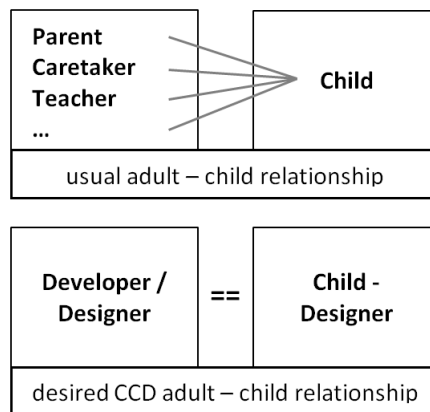 Parent
Caretaker
Teacher
...
Child
usual adult – child relationship
Developer /
Designer
==
Child -
Designer
desired CCD adult – child relationship